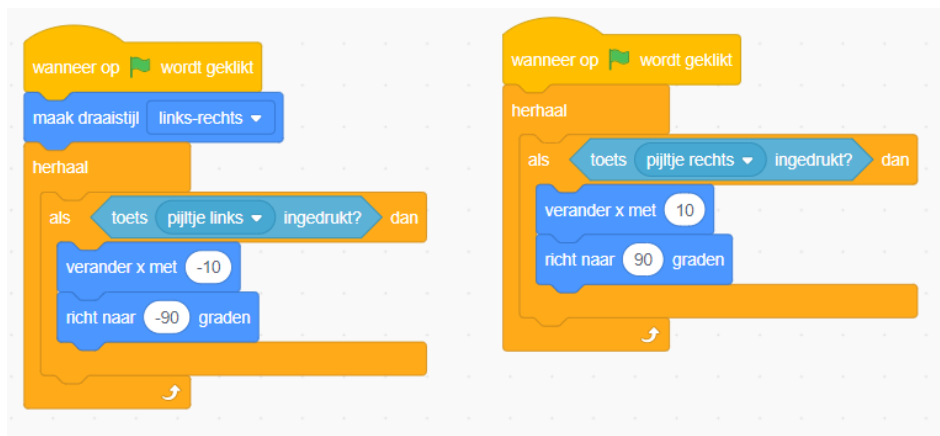 wanneer op wordt geklikt
maak draaistijl links-rechts
herhaal
als toets pijltje links ingedrukt? dan
verander x met -10
richt naar -90 graden
wanneer op wordt geklikt
herhaal
als toets pijltje rechts ingedrukt? dan
verander x met 10
richt naar 90 graden